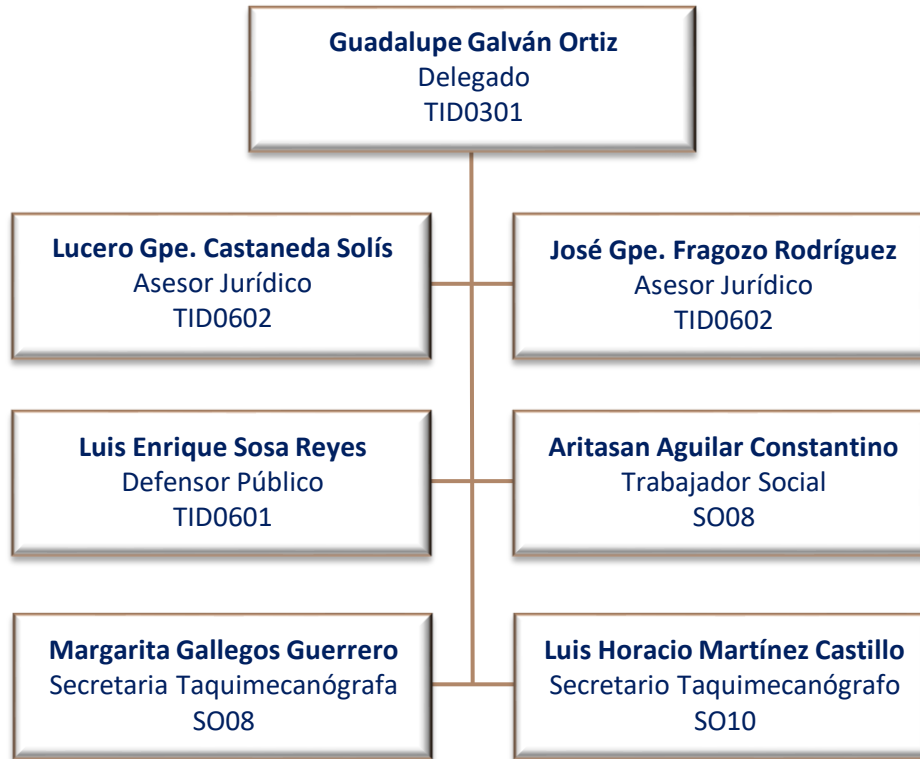 Guadalupe Galván Ortiz
Delegado
TID0301
Lucero Gpe. Castaneda Solís
Asesor Jurídico
TID0602
José Gpe. Fragozo Rodríguez
Asesor Jurídico
TID0602
Luis Enrique Sosa Reyes
Defensor Público
TID0601
Aritasan Aguilar Constantino
Trabajador Social
SO08
Margarita Gallegos Guerrero
Secretaria Taquimecanógrafa
SO08
Luis Horacio Martínez Castillo
Secretario Taquimecanógrafo
SO10